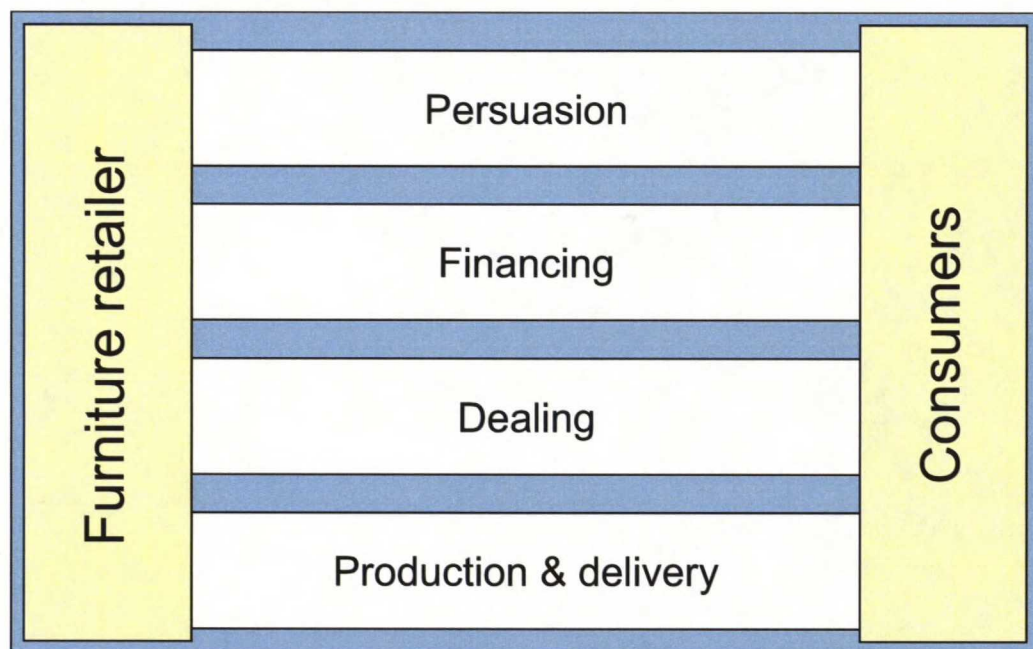 Furniture retailer
Persuasion
Financing
Dealing
Production & delivery
Consumers